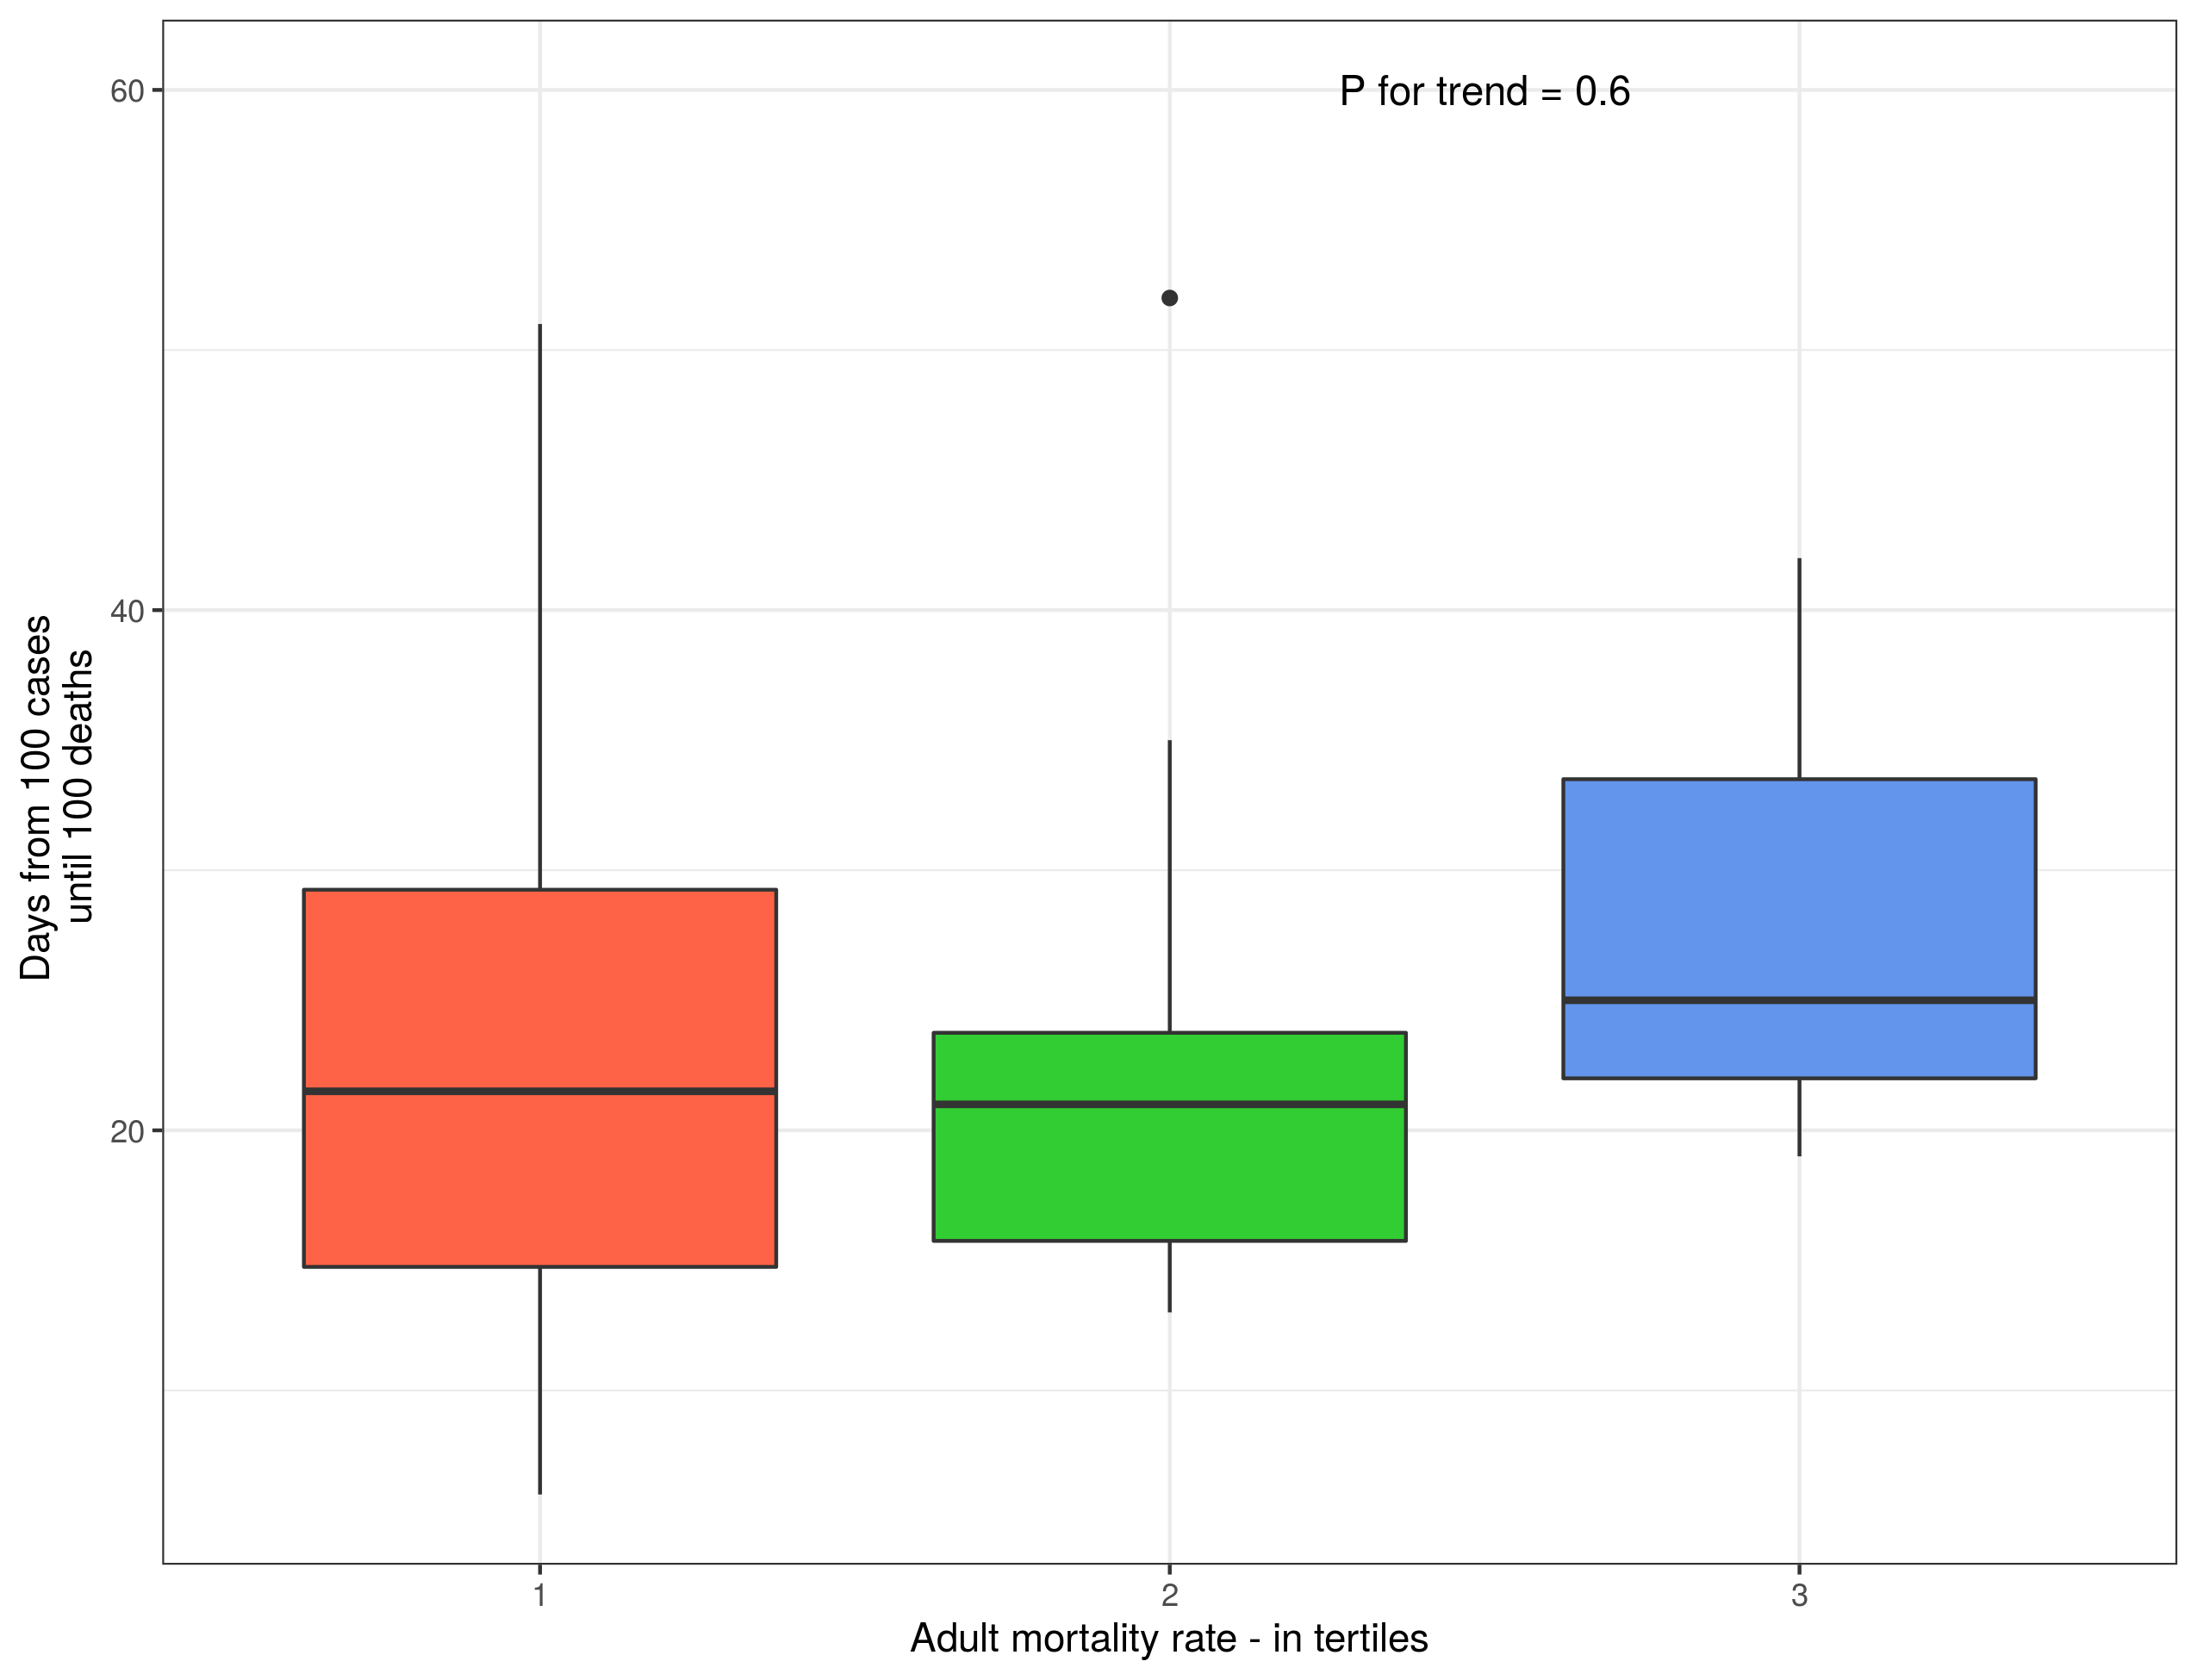 60
P for trend = 0.6
40
20
Days from 100 cases
until 100 deaths
1
2
3
Adult mortality rate - in tertiles